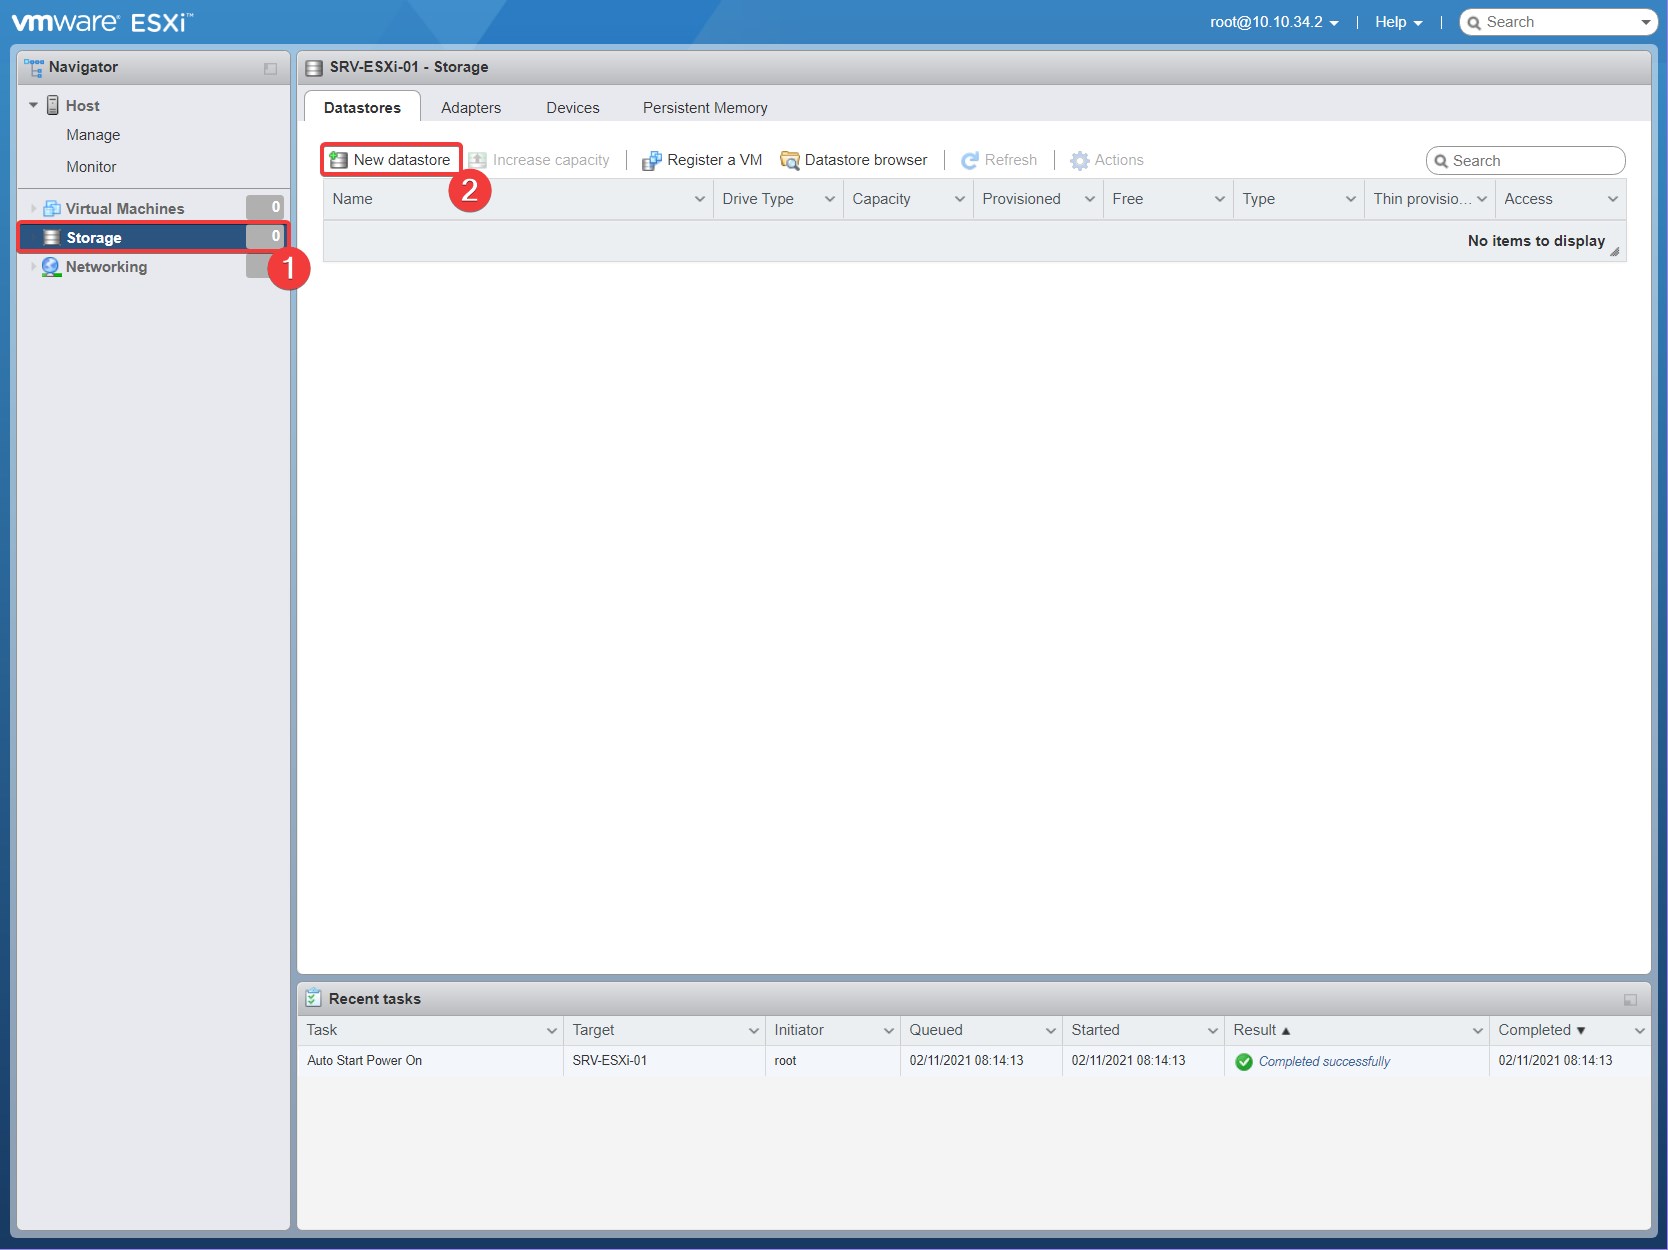 vmware® ESXi™
root@10.10.34.2
Help
Search
Navigator
Host
Manage
Monitor
Virtual Machines 0
Storage 0
Networking
1
SRV-ESXi-01 - Storage
Datastores Adapters Devices Persistent Memory
New datastore Increase capacity Register a VM Datastore browser Refresh Actions Search
2
Name Drive Type Capacity Provisioned Free Type Thin provisio... Access
No items to display
Recent tasks
Task Target Initiator Queued Started Result ▲ Completed ▼
Auto Start Power On SRV-ESXi-01 root 02/11/2021 08:14:13 02/11/2021 08:14:13 Completed successfully 02/11/2021 08:14:13